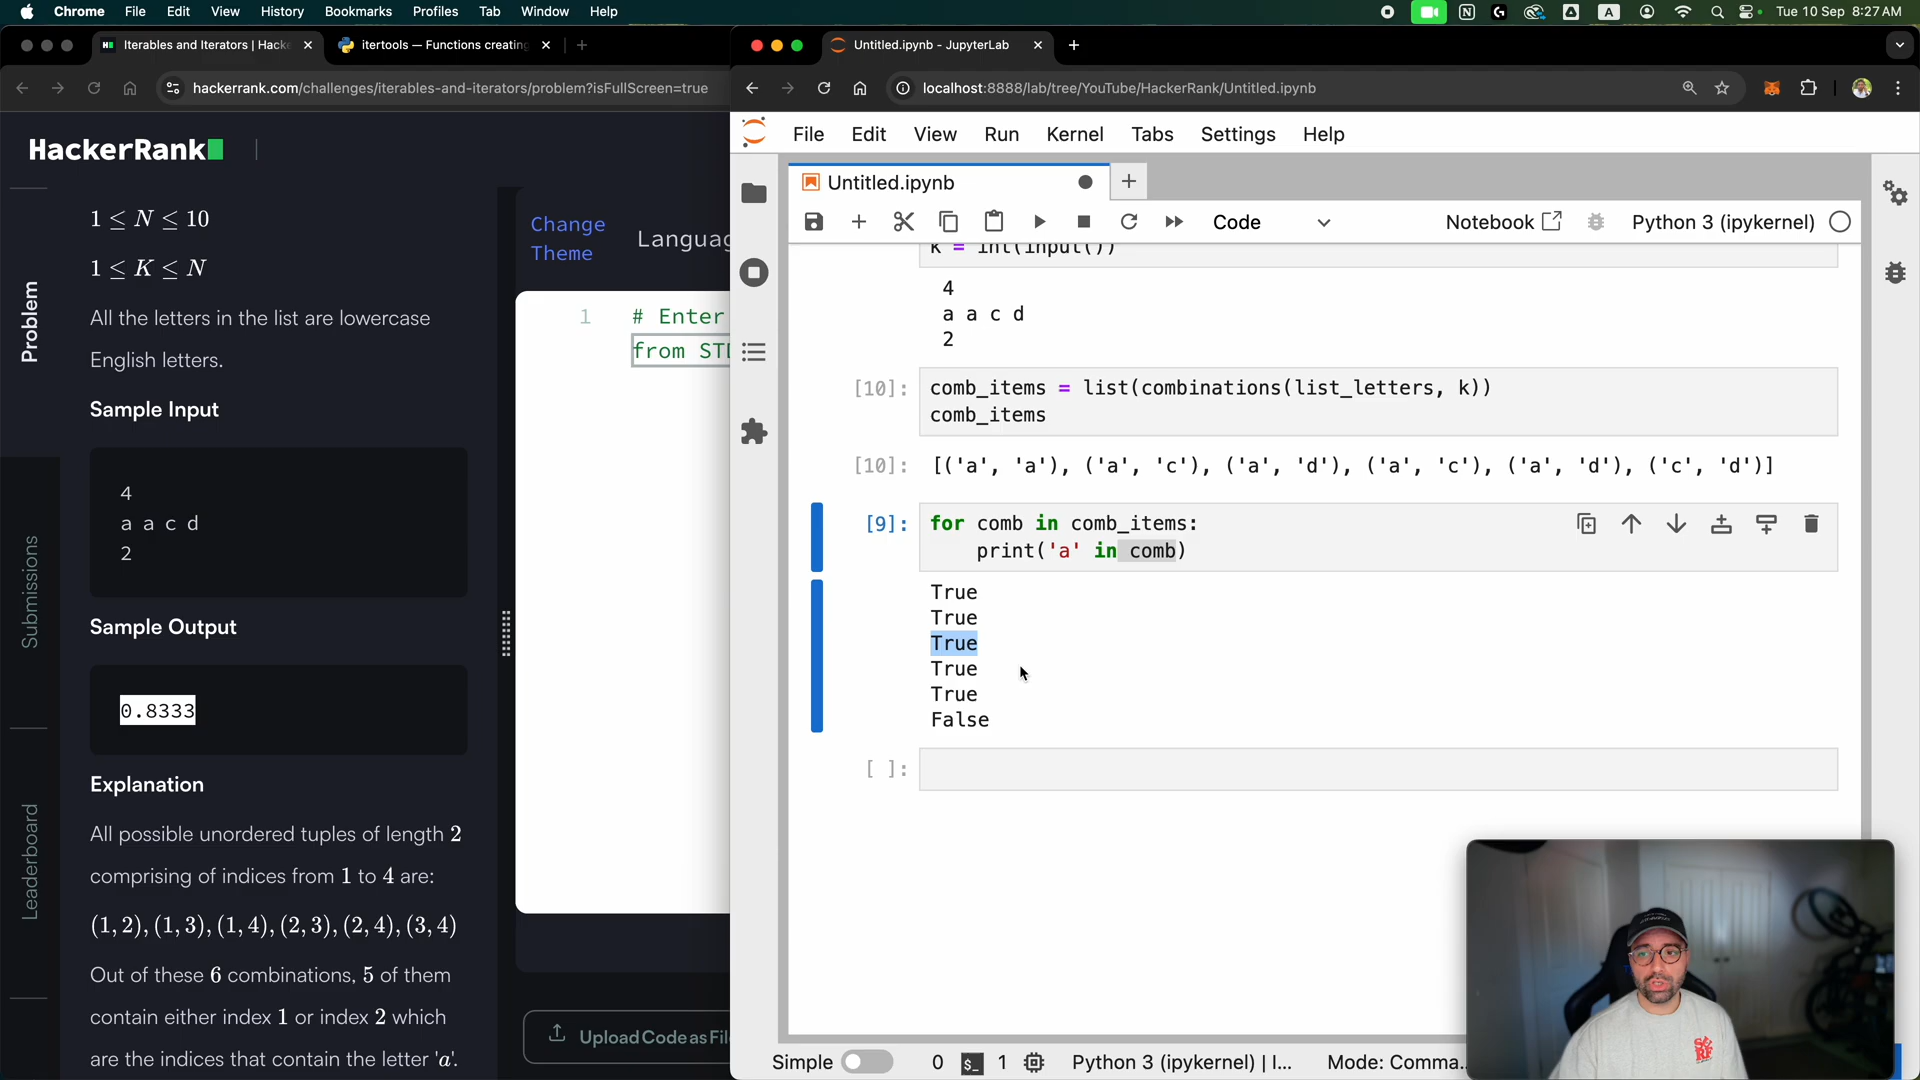 Chrome File Edit View History Bookmarks Profiles Tab Window Help
Tue 10 Sep 8:27 AM
Iterables and Iterators | Hacke
itertools — Functions creating
Untitled.ipynb - JupyterLab
hackerrank.com/challenges/iterables-and-iterators/problem?isFullScreen=true
localhost:8888/lab/tree/YouTube/HackerRank/Untitled.ipynb
HackerRank
Problem
Submissions
Leaderboard
1 ≤ N ≤ 10
1 ≤ K ≤ N
All the letters in the list are lowercase
English letters.
Sample Input
4
a a c d
2
Sample Output
0.8333
Explanation
All possible unordered tuples of length 2
comprising of indices from 1 to 4 are:
(1, 2), (1, 3), (1, 4), (2, 3), (2, 4), (3, 4)
Out of these 6 combinations, 5 of them
contain either index 1 or index 2 which
are the indices that contain the letter 'a'.
Change
Theme
Languag
1 # Enter
from STD
Upload Code as File
File Edit View Run Kernel Tabs Settings Help
Untitled.ipynb
Code
Notebook
Python 3 (ipykernel)
k = int(input())
4
a a c d
2
[10]: comb_items = list(combinations(list_letters, k))
comb_items
[10]: [('a', 'a'), ('a', 'c'), ('a', 'd'), ('a', 'c'), ('a', 'd'), ('c', 'd')]
[9]: for comb in comb_items:
print('a' in comb)
True
True
True
True
True
False
[ ]:
Simple 0 $_ 1 Python 3 (ipykernel) | I... Mode: Comma...